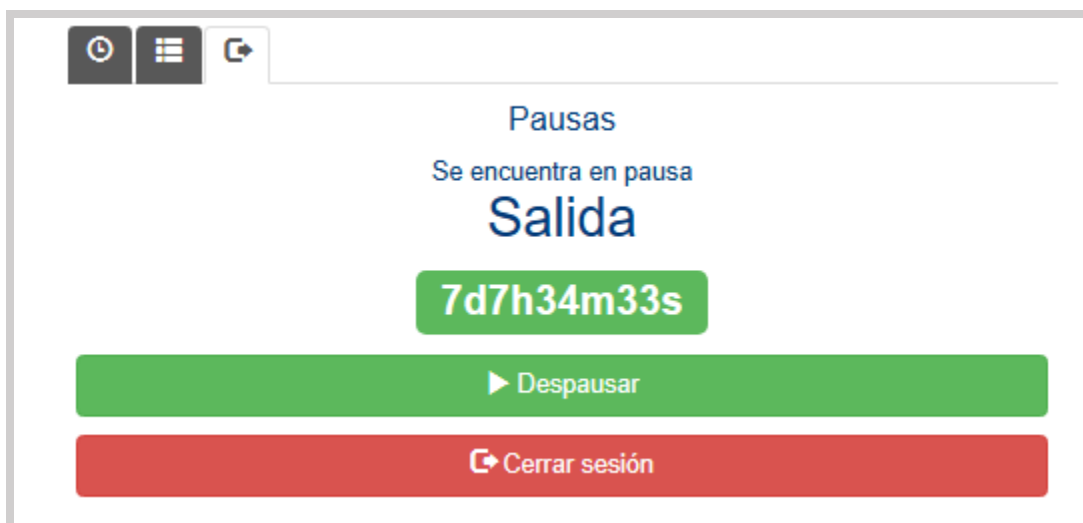 Pausas
Se encuentra en pausa
Salida
7d7h34m33s
Despausar
Cerrar sesión